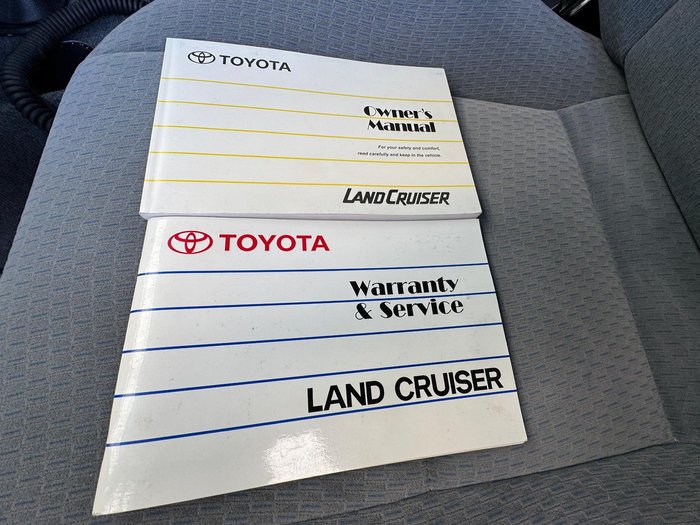 TOYOTA
Owner's
Manual
For your safety and comfort,
read carefully and keep in the vehicle.
LAND CRUISER
TOYOTA
Warranty
& Service
LAND CRUISER